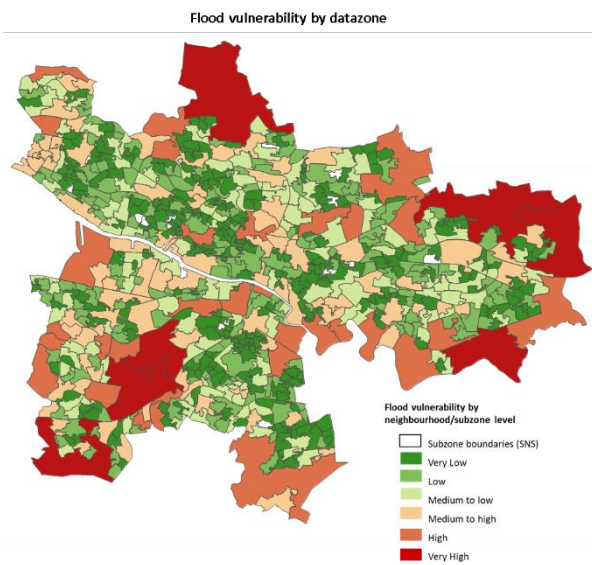 Flood vulnerability by datazone
Flood vulnerability by
neighbourhood/subzone level
Subzone boundaries (SNS)
Very Low
Low
Medium to low
Medium to high
High
Very High